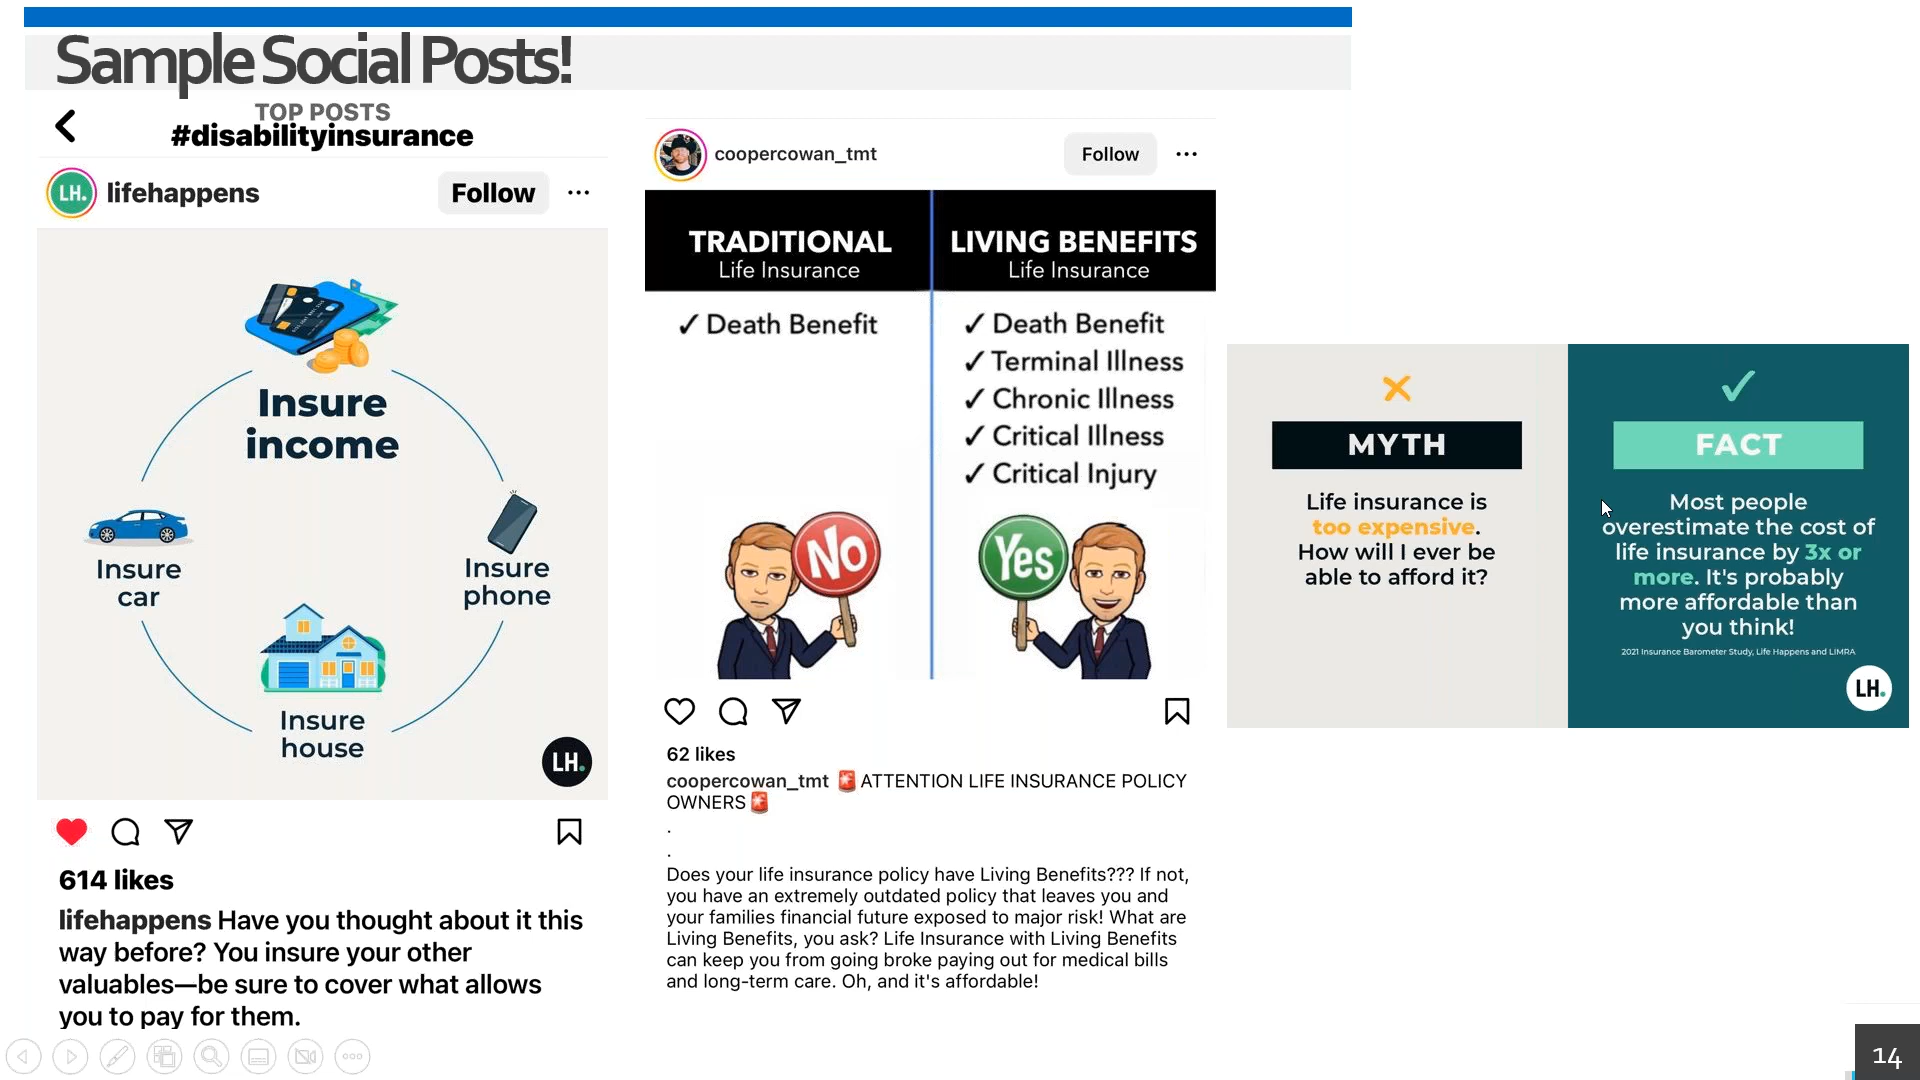 Sample Social Posts!
TOP POSTS
#disabilityinsurance
LH. lifehappens Follow
Insure
income
Insure
car
Insure
phone
Insure
house
LH.
614 likes
lifehappens Have you thought about it this
way before? You insure your other
valuables—be sure to cover what allows
you to pay for them.
coopercowan_tmt Follow
TRADITIONAL
Life Insurance
LIVING BENEFITS
Life Insurance
✓ Death Benefit
✓ Death Benefit
✓ Terminal Illness
✓ Chronic Illness
✓ Critical Illness
✓ Critical Injury
No
Yes
62 likes
coopercowan_tmt 🚨 ATTENTION LIFE INSURANCE POLICY
OWNERS 🚨
.
.
Does your life insurance policy have Living Benefits??? If not,
you have an extremely outdated policy that leaves you and
your families financial future exposed to major risk! What are
Living Benefits, you ask? Life Insurance with Living Benefits
can keep you from going broke paying out for medical bills
and long-term care. Oh, and it's affordable!
MYTH
Life insurance is
too expensive.
How will I ever be
able to afford it?
FACT
Most people
overestimate the cost of
life insurance by 3x or
more. It's probably
more affordable than
you think!
2021 Insurance Barometer Study, Life Happens and LIMRA
LH.
14